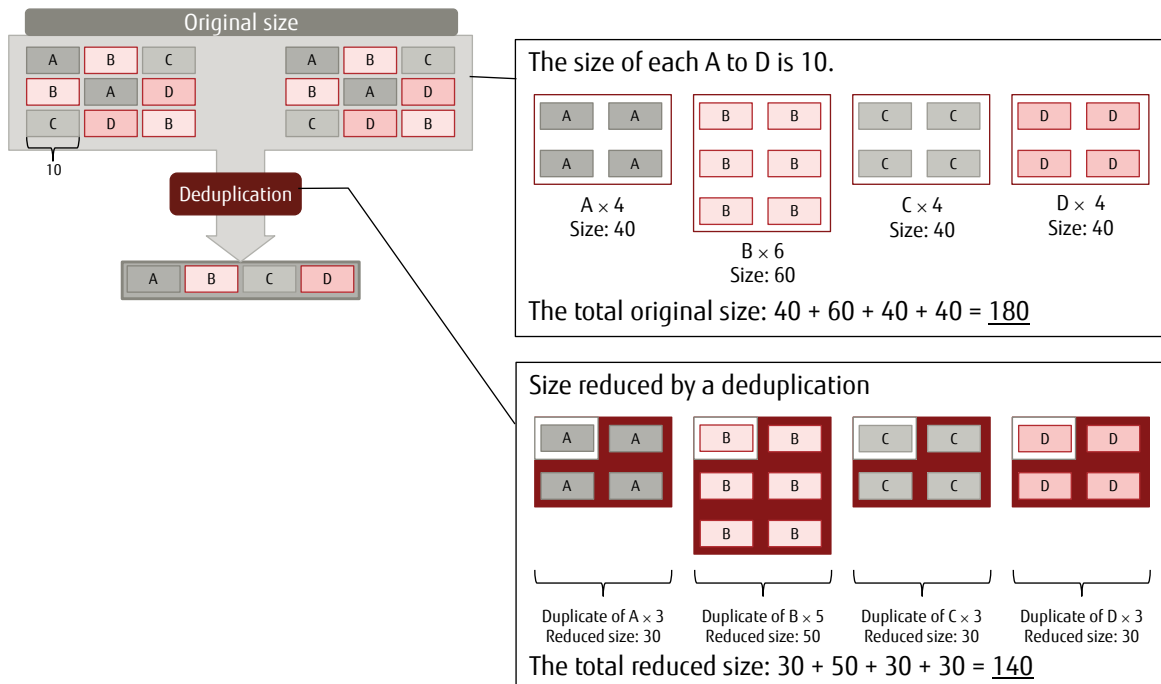 Original size
A B C A B C
B A D B A D
C D B C D B
10
Deduplication
A B C D
The size of each A to D is 10.
A A B B C C D D
A A B B C C D D
B B
A × 4
Size: 40
B × 6
Size: 60
C × 4
Size: 40
D × 4
Size: 40
The total original size: 40 + 60 + 40 + 40 = 180
Size reduced by a deduplication
A A B B C C D D
A A B B C C D D
B B
Duplicate of A × 3
Reduced size: 30
Duplicate of B × 5
Reduced size: 50
Duplicate of C × 3
Reduced size: 30
Duplicate of D × 3
Reduced size: 30
The total reduced size: 30 + 50 + 30 + 30 = 140